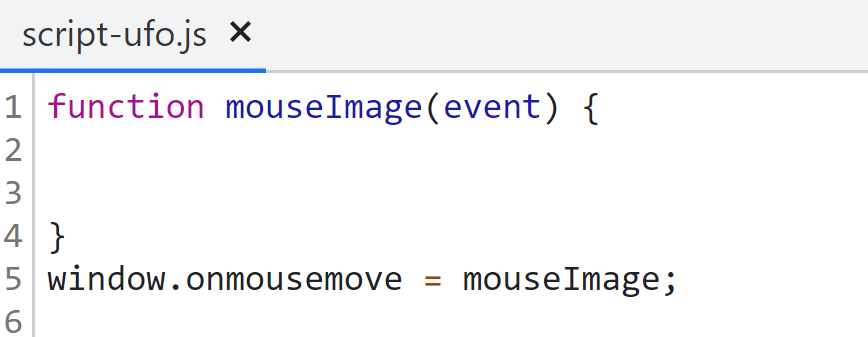 script-ufo.js ×
1 function mouseImage(event) {
2
3
4 }
5 window.onmousemove = mouseImage;
6